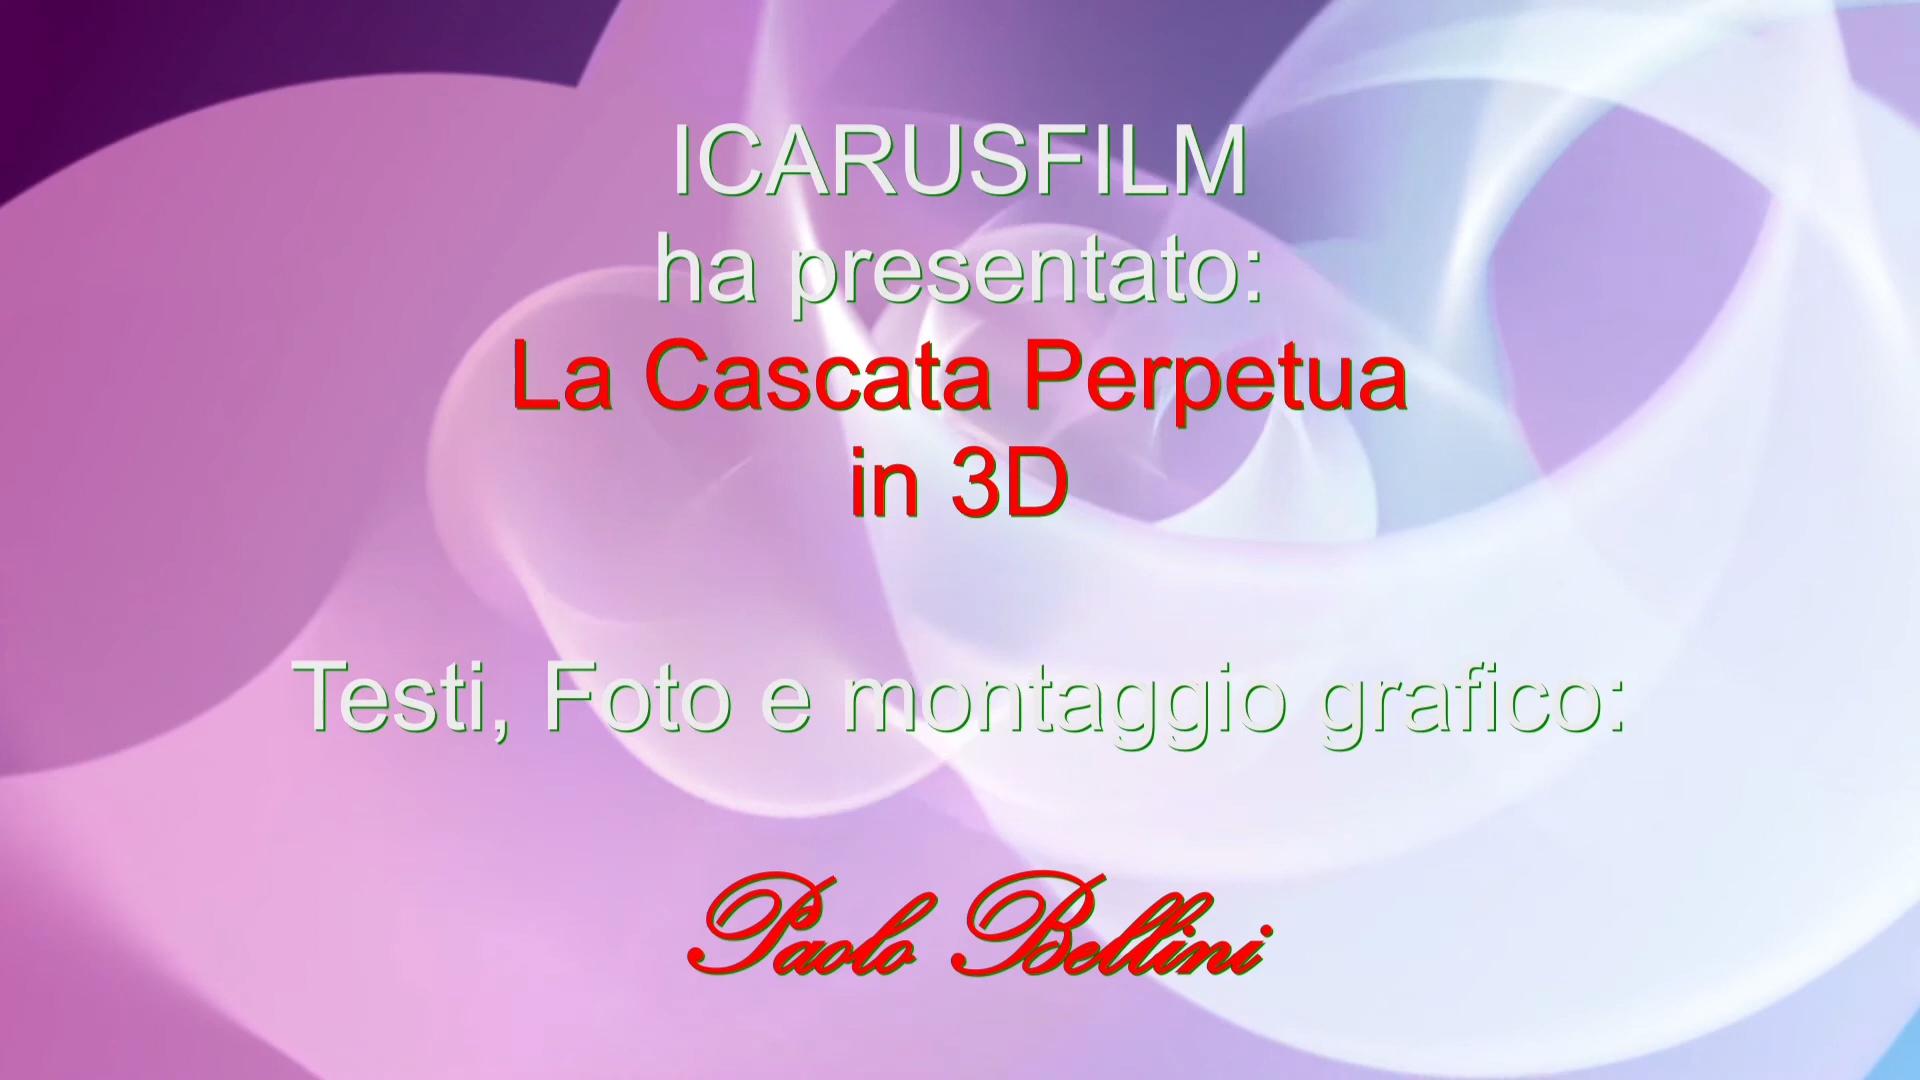 ICARUSFILM
ha presentato:
La Cascata Perpetua
in 3D
Testi, Foto e montaggio grafico:
Paolo Bellini